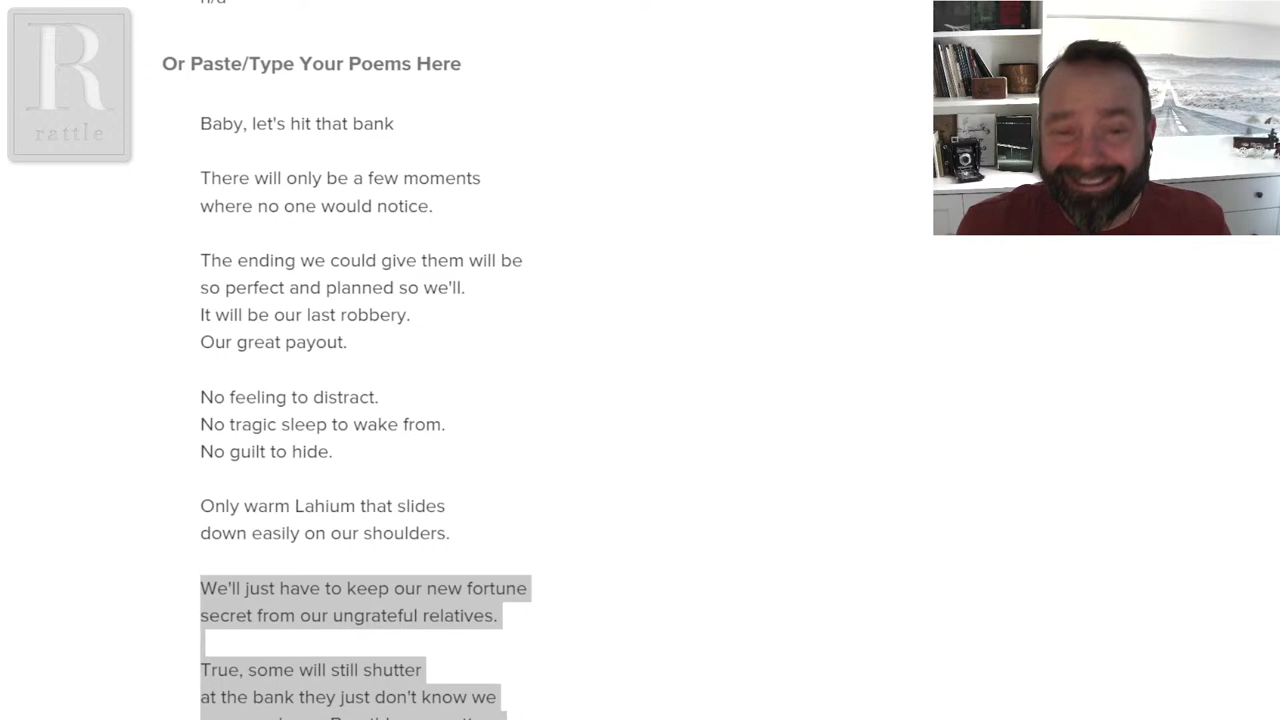 n/a
R
rattle
Or Paste/Type Your Poems Here
Baby, let's hit that bank
There will only be a few moments
where no one would notice.
The ending we could give them will be
so perfect and planned so we'll.
It will be our last robbery.
Our great payout.
No feeling to distract.
No tragic sleep to wake from.
No guilt to hide.
Only warm Lahium that slides
down easily on our shoulders.
We'll just have to keep our new fortune
secret from our ungrateful relatives.
True, some will still shutter
at the bank they just don't know we